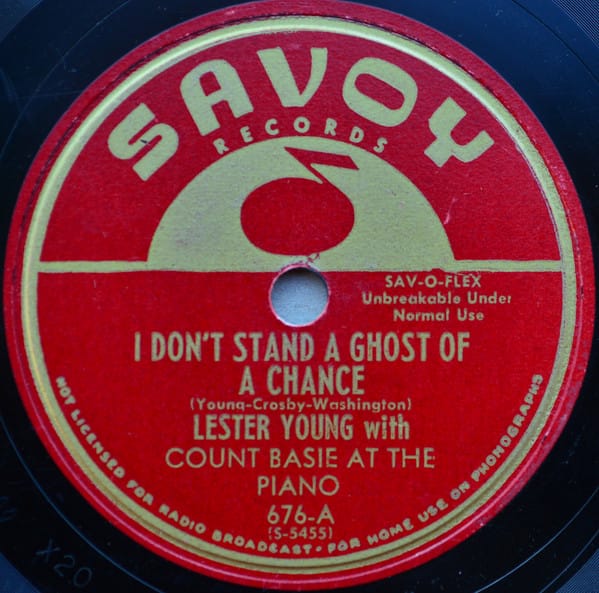 SAVOY
RECORDS
SAV-O-FLEX
Unbreakable Under
Normal Use
I DON'T STAND A GHOST OF
A CHANCE
(Young-Crosby-Washington)
LESTER YOUNG with
COUNT BASIE AT THE
PIANO
676-A
(S-5455)
NOT LICENSED FOR RADIO BROADCAST • FOR HOME USE ON PHONOGRAPHS
X20